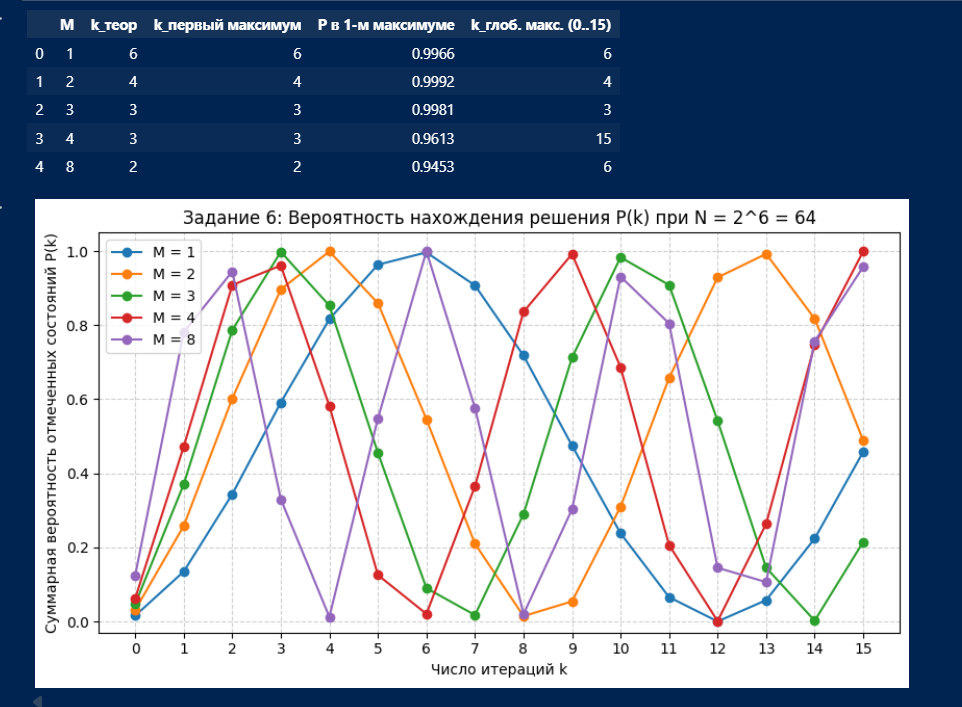 M k_теор k_первый максимум P в 1-м максимуме k_глоб. макс. (0..15)
0 1 6 6 0.9966 6
1 2 4 4 0.9992 4
2 3 3 3 0.9981 3
3 4 3 3 0.9613 15
4 8 2 2 0.9453 6
Задание 6: Вероятность нахождения решения P(k) при N = 2^6 = 64
Суммарная вероятность отмеченных состояний P(k)
1.0
0.8
0.6
0.4
0.2
0.0
M = 1
M = 2
M = 3
M = 4
M = 8
0 1 2 3 4 5 6 7 8 9 10 11 12 13 14 15
Число итераций k